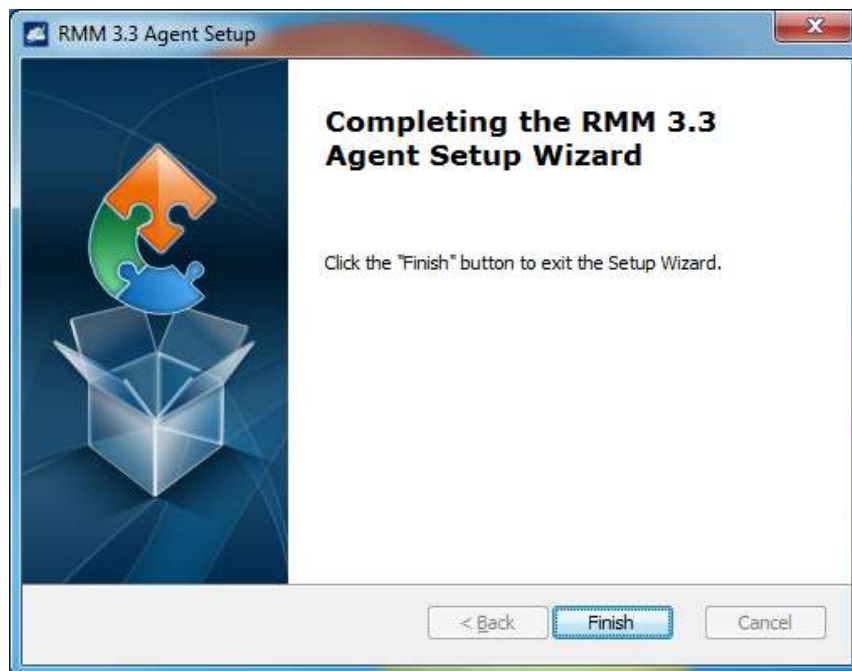 RMM 3.3 Agent Setup
Completing the RMM 3.3
Agent Setup Wizard
Click the "Finish" button to exit the Setup Wizard.
< Back Finish Cancel